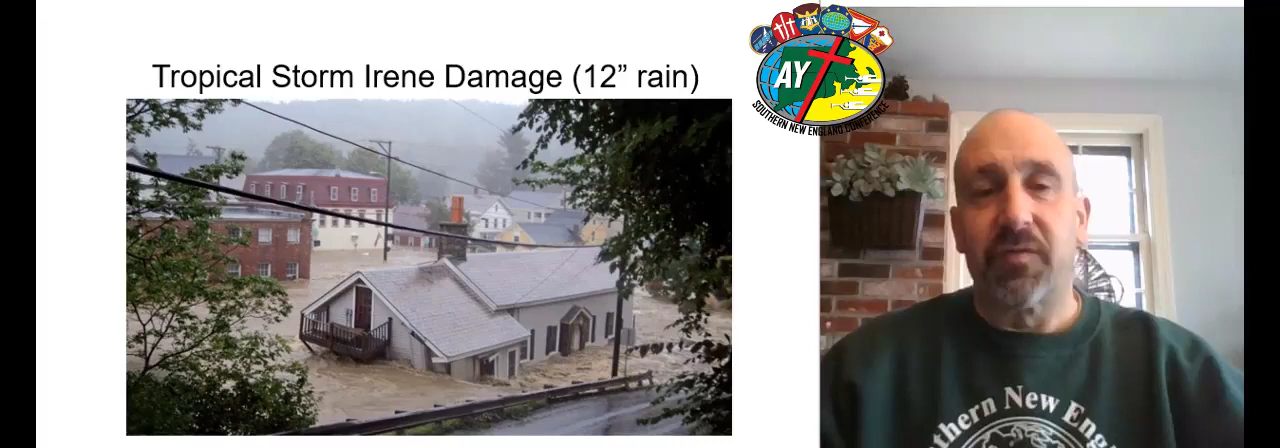 Tropical Storm Irene Damage (12” rain)
AY
SOUTHERN NEW ENGLAND CONFERENCE
thern New Eng